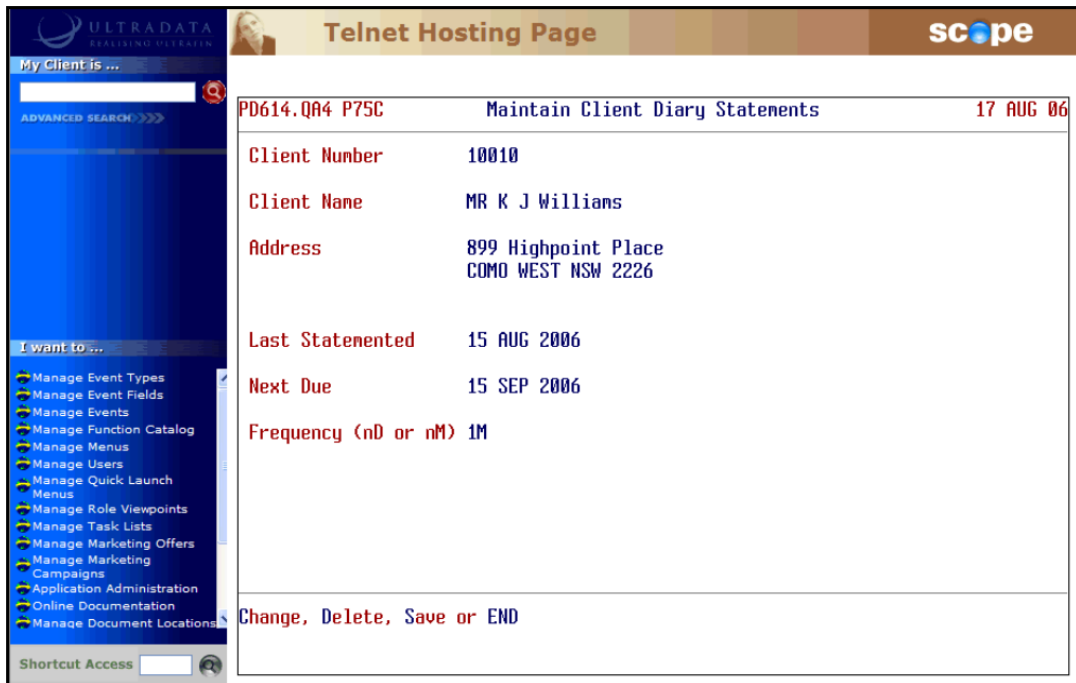 ULTRADATA
REALISING ULTRAFIN
Telnet Hosting Page
scope
My Client is ...
ADVANCED SEARCH
PD614.QA4 P75C Maintain Client Diary Statements 17 AUG 06
Client Number 10010
Client Name MR K J Williams
Address 899 Highpoint Place
COMO WEST NSW 2226
Last Statemented 15 AUG 2006
Next Due 15 SEP 2006
Frequency (nD or nM) 1M
Change, Delete, Save or END
I want to ...
Manage Event Types
Manage Event Fields
Manage Events
Manage Function Catalog
Manage Menus
Manage Users
Manage Quick Launch
Menus
Manage Role Viewpoints
Manage Task Lists
Manage Marketing Offers
Manage Marketing
Campaigns
Application Administration
Online Documentation
Manage Document Locations
Shortcut Access